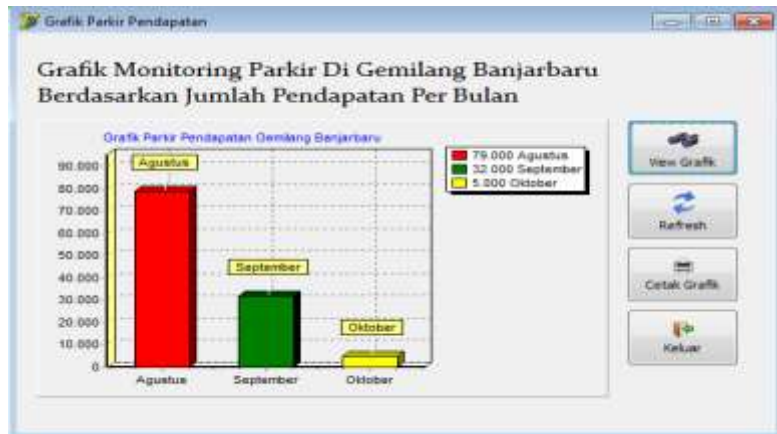 Grafik Parkir Pendapatan
Grafik Monitoring Parkir Di Gemilang Banjarbaru
Berdasarkan Jumlah Pendapatan Per Bulan
Grafik Parkir Pendapatan Gemilang Banjarbaru
90.000
80.000
70.000
60.000
50.000
40.000
30.000
20.000
10.000
0
Agustus
September
Oktober
Agustus
September
Oktober
79.000 Agustus
32.000 September
5.000 Oktober
View Grafik
Refresh
Cetak Grafik
Keluar